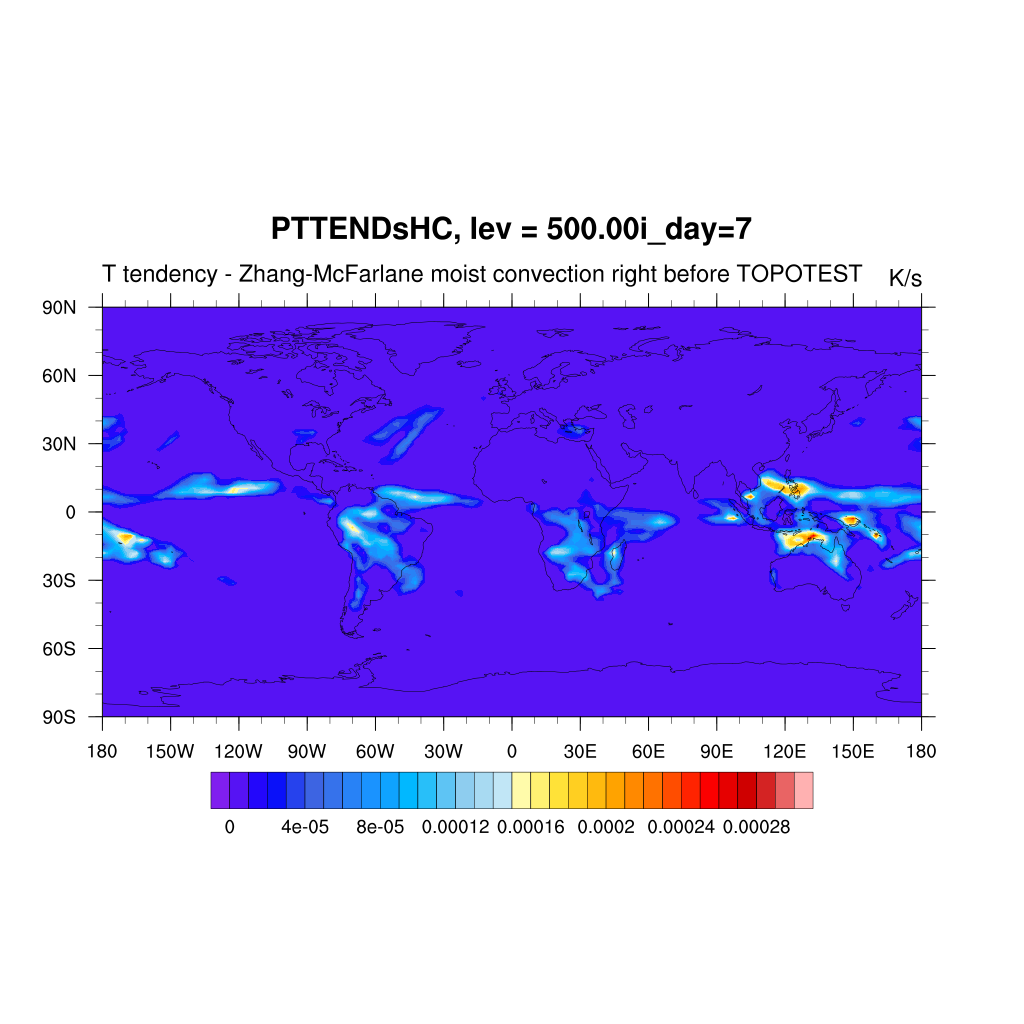 PTTENDsHC, lev = 500.00i_day=7
T tendency - Zhang-McFarlane moist convection right before TOPOTEST K/s
90N
60N
30N
0
30S
60S
90S
180 150W 120W 90W 60W 30W 0 30E 60E 90E 120E 150E 180
0 4e-05 8e-05 0.00012 0.00016 0.0002 0.00024 0.00028